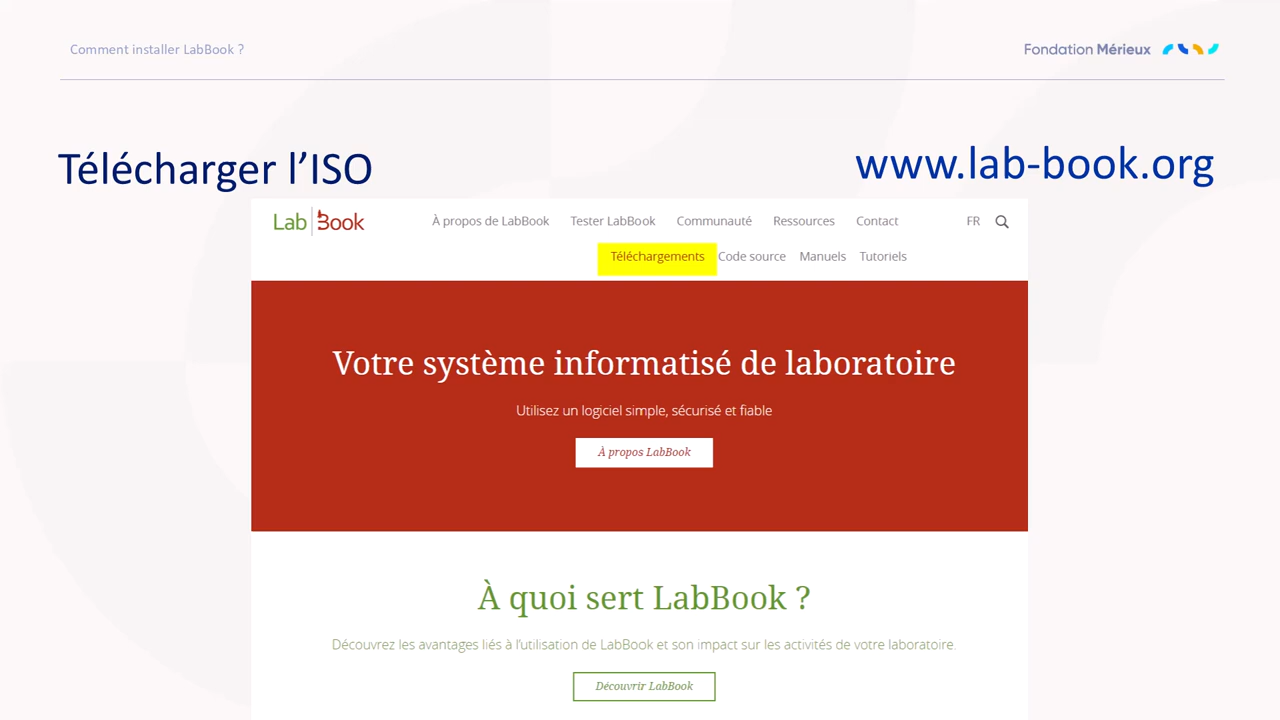 Comment installer LabBook ?
Fondation Mérieux
Télécharger l’ISO
www.lab-book.org
Lab Book
À propos de LabBook Tester LabBook Communauté Ressources Contact FR
Téléchargements Code source Manuels Tutoriels
Votre système informatisé de laboratoire
Utilisez un logiciel simple, sécurisé et fiable
À propos LabBook
À quoi sert LabBook ?
Découvrez les avantages liés à l’utilisation de LabBook et son impact sur les activités de votre laboratoire.
Découvrir LabBook